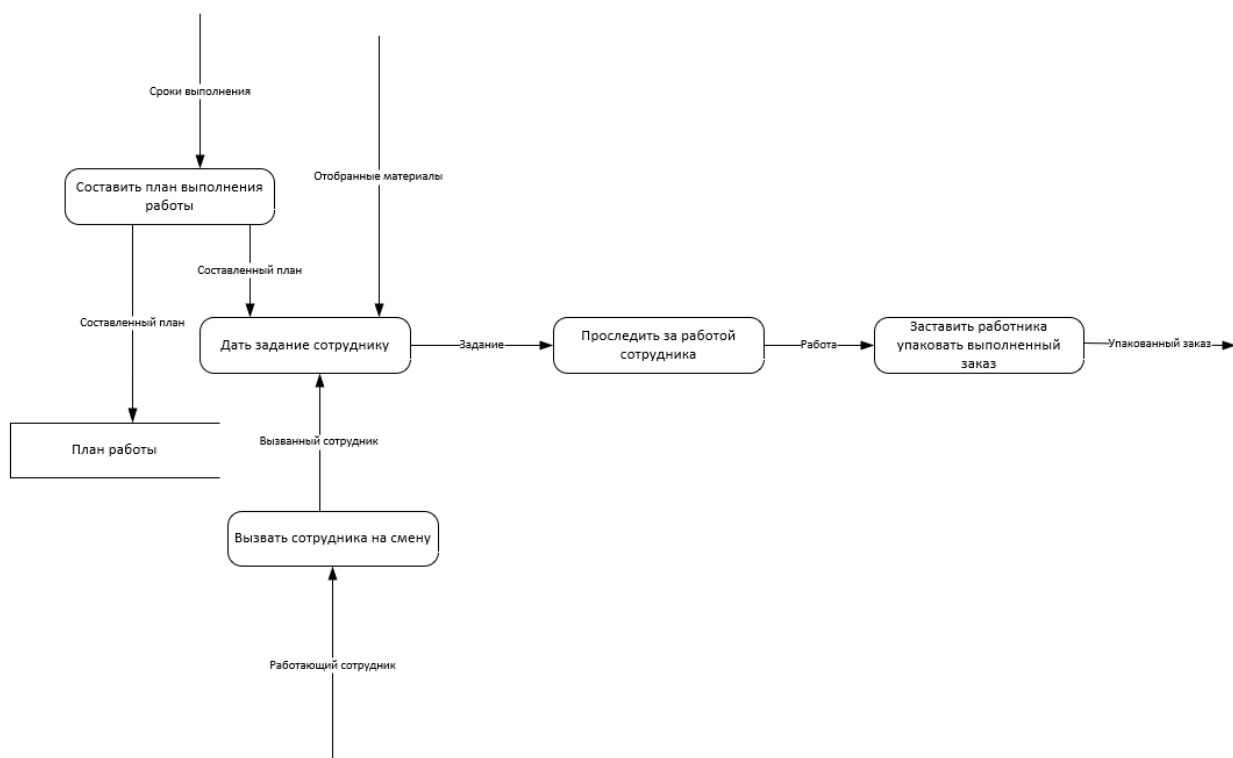 Сроки выполнения
Отобранные материалы
Составить план выполнения
работы
Составленный план
Составленный план
Дать задание сотруднику
Задание
Проследить за работой
сотрудника
Работа
Заставить работника
упаковать выполненный
заказ
Упакованный заказ
План работы
Вызванный сотрудник
Вызвать сотрудника на смену
Работающий сотрудник